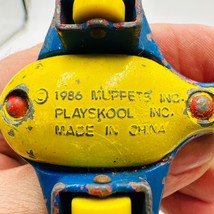 © 1986 MUPPETS INC.
PLAYSKOOL INC.
MADE IN CHINA